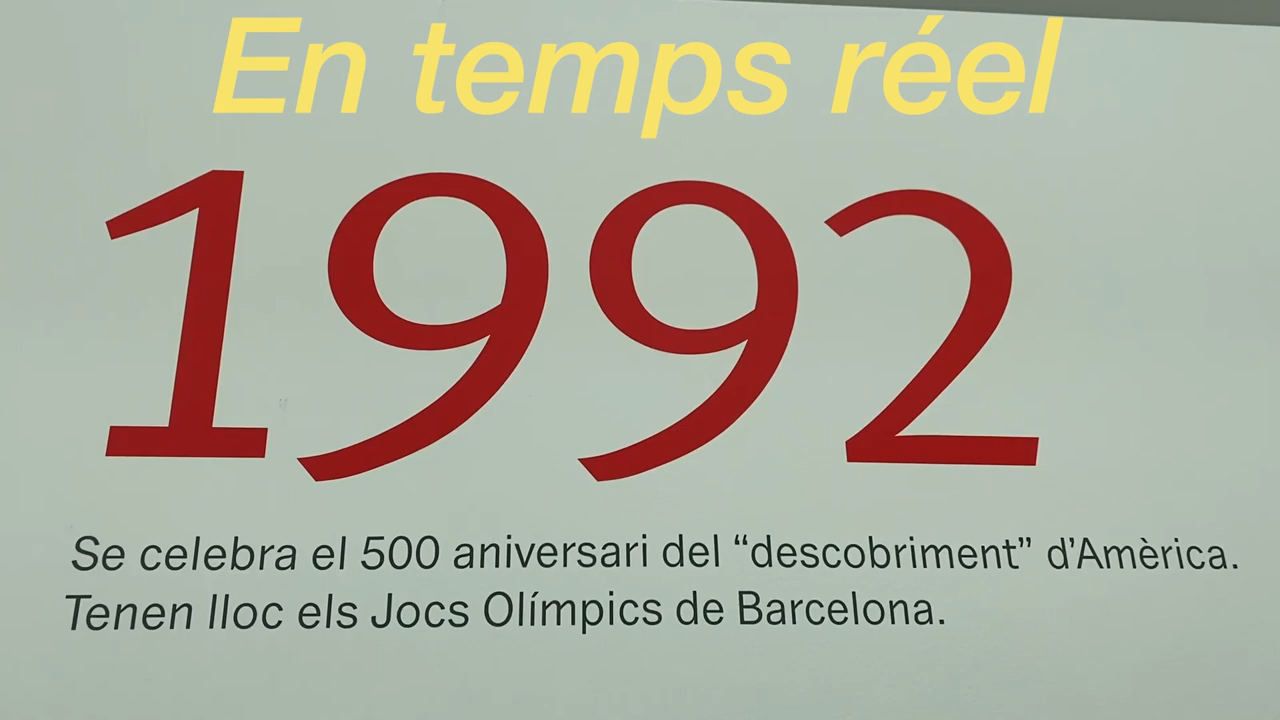 En temps réel
1992
Se celebra el 500 aniversari del “descobriment” d’Amèrica.
Tenen lloc els Jocs Olímpics de Barcelona.